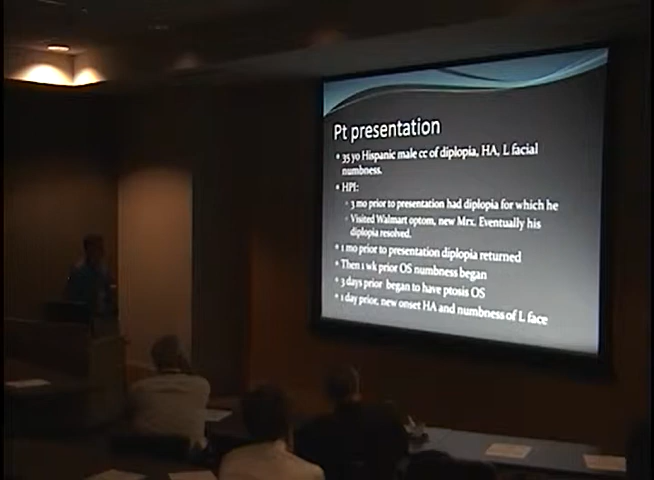 Pt presentation
• 35 yo Hispanic male cc of diplopia, HA, L facial
numbness.
• HPI:
◦ 3 mo prior to presentation had diplopia for which he
◦ Visited Walmart optom, new Mrx. Eventually his
diplopia resolved.
• 1 mo prior to presentation diplopia returned
• Then 1 wk prior OS numbness began
• 3 days prior began to have ptosis OS
• 1 day prior, new onset HA and numbness of L face